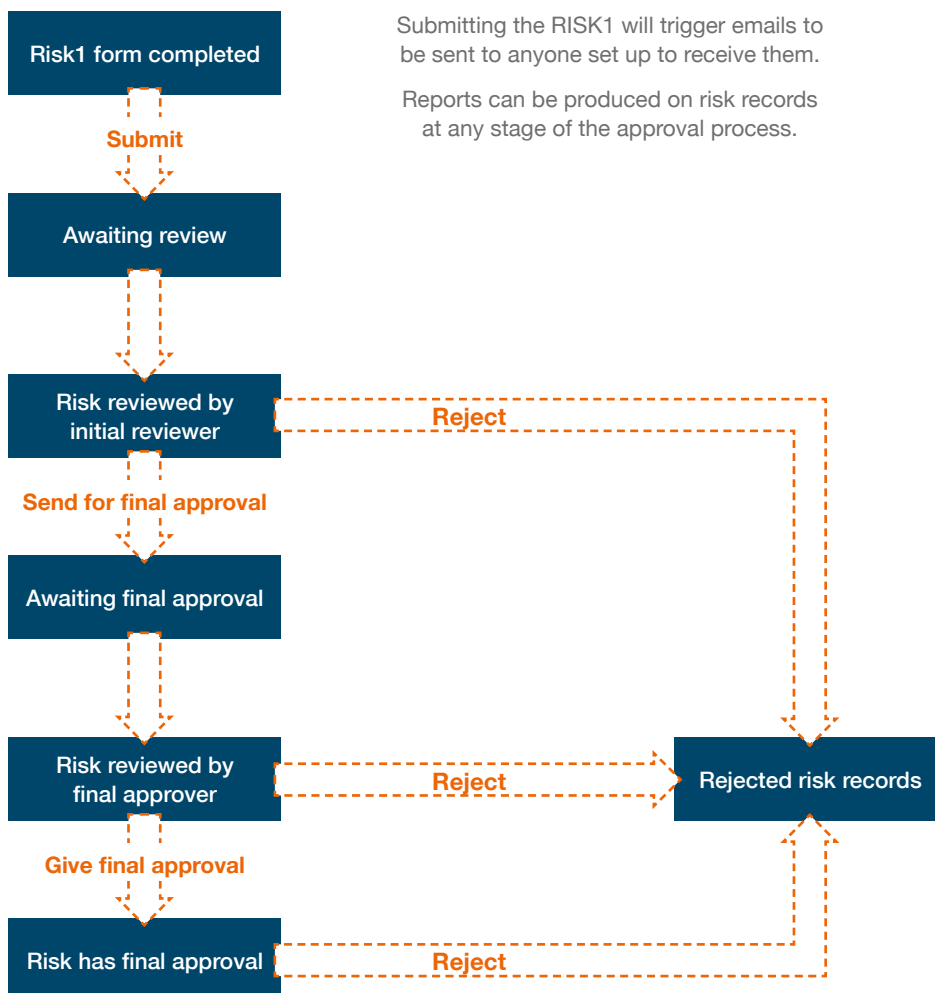 Risk1 form completed
Submitting the RISK1 will trigger emails to
be sent to anyone set up to receive them.
Reports can be produced on risk records
at any stage of the approval process.
Submit
Awaiting review
Risk reviewed by
initial reviewer
Reject
Send for final approval
Awaiting final approval
Risk reviewed by
final approver
Reject
Rejected risk records
Give final approval
Risk has final approval
Reject